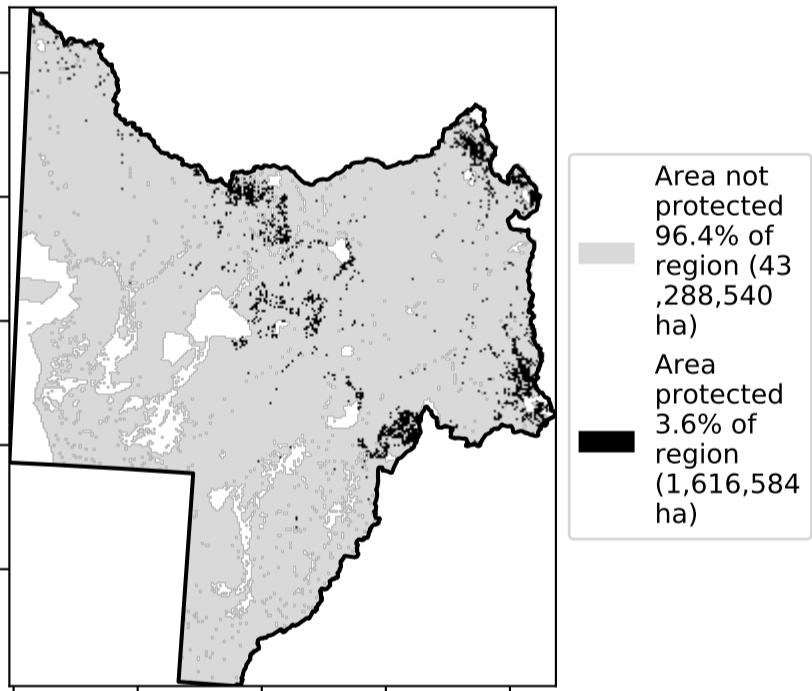 Area not
protected
96.4% of
region (43
,288,540
ha)
Area
protected
3.6% of
region
(1,616,584
ha)